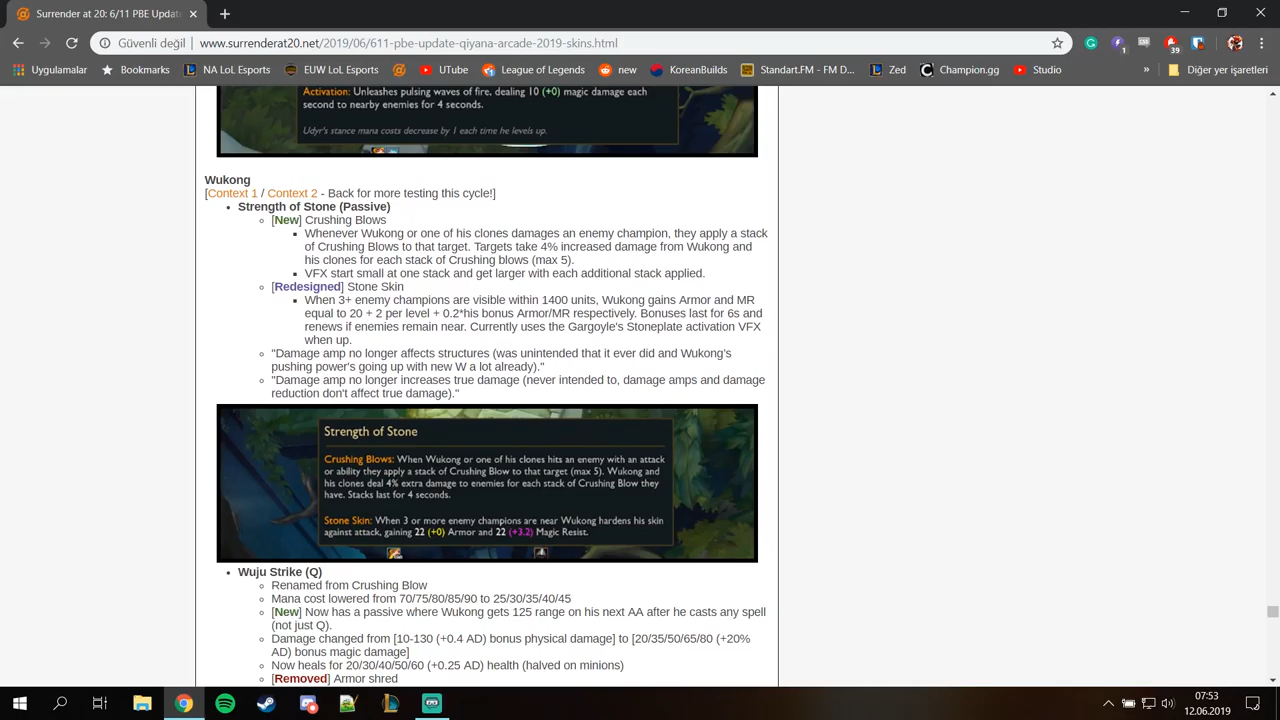 Surrender at 20: 6/11 PBE Update
Güvenli değil
www.surrenderat20.net/2019/06/611-pbe-update-qiyana-arcade-2019-skins.html
1
39
Uygulamalar
Bookmarks
NA LoL Esports
EUW LoL Esports
UTube
League of Legends
new
KoreanBuilds
Standart.FM - FM D...
Zed
Champion.gg
Studio
»
Diğer yer işaretleri
Activation: Unleashes pulsing waves of fire, dealing 10 (+0) magic damage each
second to nearby enemies for 4 seconds.
Udyr's stance mana costs decrease by 1 each time he levels up.
Wukong
[Context 1 / Context 2 - Back for more testing this cycle!]
Strength of Stone (Passive)
[New] Crushing Blows
Whenever Wukong or one of his clones damages an enemy champion, they apply a stack
of Crushing Blows to that target. Targets take 4% increased damage from Wukong and
his clones for each stack of Crushing blows (max 5).
VFX start small at one stack and get larger with each additional stack applied.
[Redesigned] Stone Skin
When 3+ enemy champions are visible within 1400 units, Wukong gains Armor and MR
equal to 20 + 2 per level + 0.2*his bonus Armor/MR respectively. Bonuses last for 6s and
renews if enemies remain near. Currently uses the Gargoyle's Stoneplate activation VFX
when up.
"Damage amp no longer affects structures (was unintended that it ever did and Wukong's
pushing power's going up with new W a lot already)."
"Damage amp no longer increases true damage (never intended to, damage amps and damage
reduction don't affect true damage)."
Strength of Stone
Crushing Blows: When Wukong or one of his clones hits an enemy with an attack
or ability they apply a stack of Crushing Blow to that target (max 5). Wukong and
his clones deal 4% extra damage to enemies for each stack of Crushing Blow they
have. Stacks last for 4 seconds.
Stone Skin: When 3 or more enemy champions are near Wukong hardens his skin
against attack, gaining 22 (+0) Armor and 22 (+3.2) Magic Resist.
Wuju Strike (Q)
Renamed from Crushing Blow
Mana cost lowered from 70/75/80/85/90 to 25/30/35/40/45
[New] Now has a passive where Wukong gets 125 range on his next AA after he casts any spell
(not just Q).
Damage changed from [10-130 (+0.4 AD) bonus physical damage] to [20/35/50/65/80 (+20%
AD) bonus magic damage]
Now heals for 20/30/40/50/60 (+0.25 AD) health (halved on minions)
[Removed] Armor shred
07:53
12.06.2019